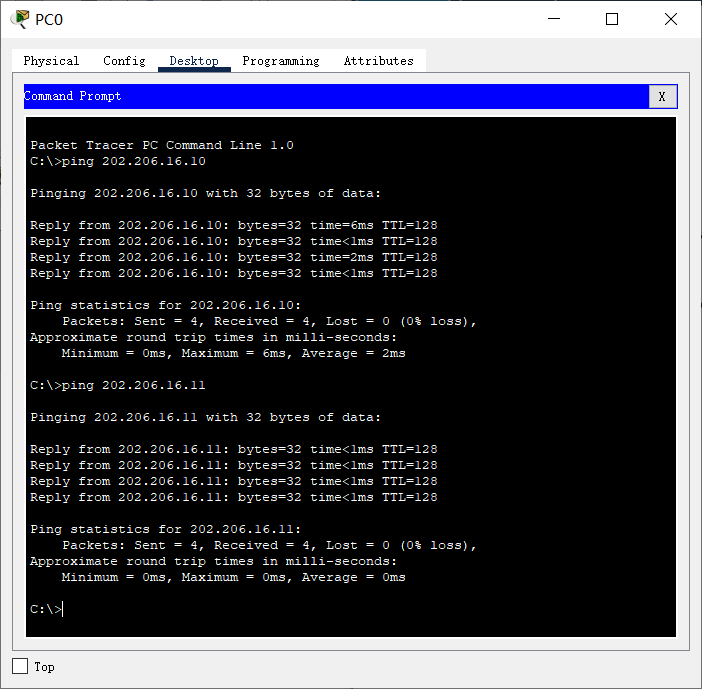 PC0
Physical Config Desktop Programming Attributes
Command Prompt X
Packet Tracer PC Command Line 1.0
C:\>ping 202.206.16.10
Pinging 202.206.16.10 with 32 bytes of data:
Reply from 202.206.16.10: bytes=32 time=6ms TTL=128
Reply from 202.206.16.10: bytes=32 time<1ms TTL=128
Reply from 202.206.16.10: bytes=32 time=2ms TTL=128
Reply from 202.206.16.10: bytes=32 time<1ms TTL=128
Ping statistics for 202.206.16.10:
    Packets: Sent = 4, Received = 4, Lost = 0 (0% loss),
Approximate round trip times in milli-seconds:
    Minimum = 0ms, Maximum = 6ms, Average = 2ms
C:\>ping 202.206.16.11
Pinging 202.206.16.11 with 32 bytes of data:
Reply from 202.206.16.11: bytes=32 time<1ms TTL=128
Reply from 202.206.16.11: bytes=32 time<1ms TTL=128
Reply from 202.206.16.11: bytes=32 time<1ms TTL=128
Reply from 202.206.16.11: bytes=32 time<1ms TTL=128
Ping statistics for 202.206.16.11:
    Packets: Sent = 4, Received = 4, Lost = 0 (0% loss),
Approximate round trip times in milli-seconds:
    Minimum = 0ms, Maximum = 0ms, Average = 0ms
C:\>
Top